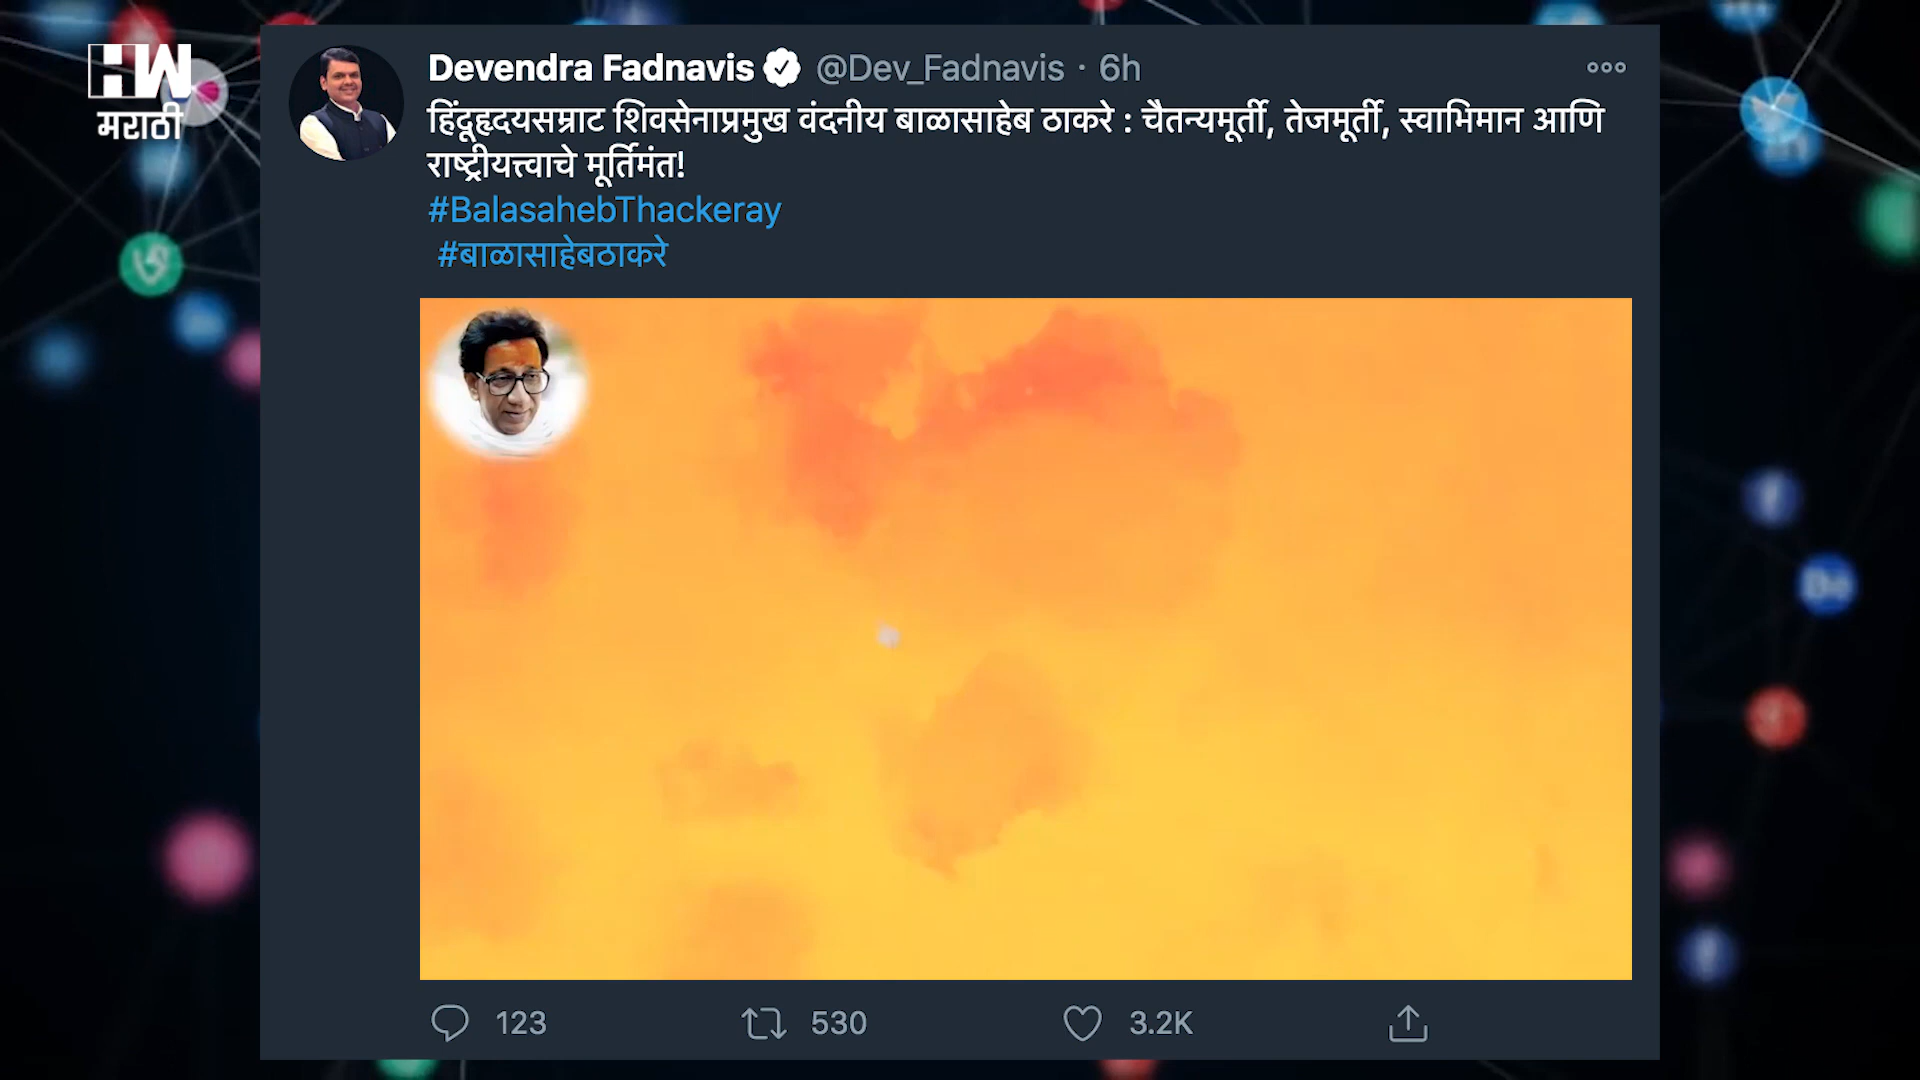 HW
मराठी
Devendra Fadnavis @Dev_Fadnavis · 6h
हिंदूहृदयसम्राट शिवसेनाप्रमुख वंदनीय बाळासाहेब ठाकरे : चैतन्यमूर्ती, तेजमूर्ती, स्वाभिमान आणि
राष्ट्रीयत्त्वाचे मूर्तिमंत!
#BalasahebThackeray
#बाळासाहेबठाकरे
123 530 3.2K